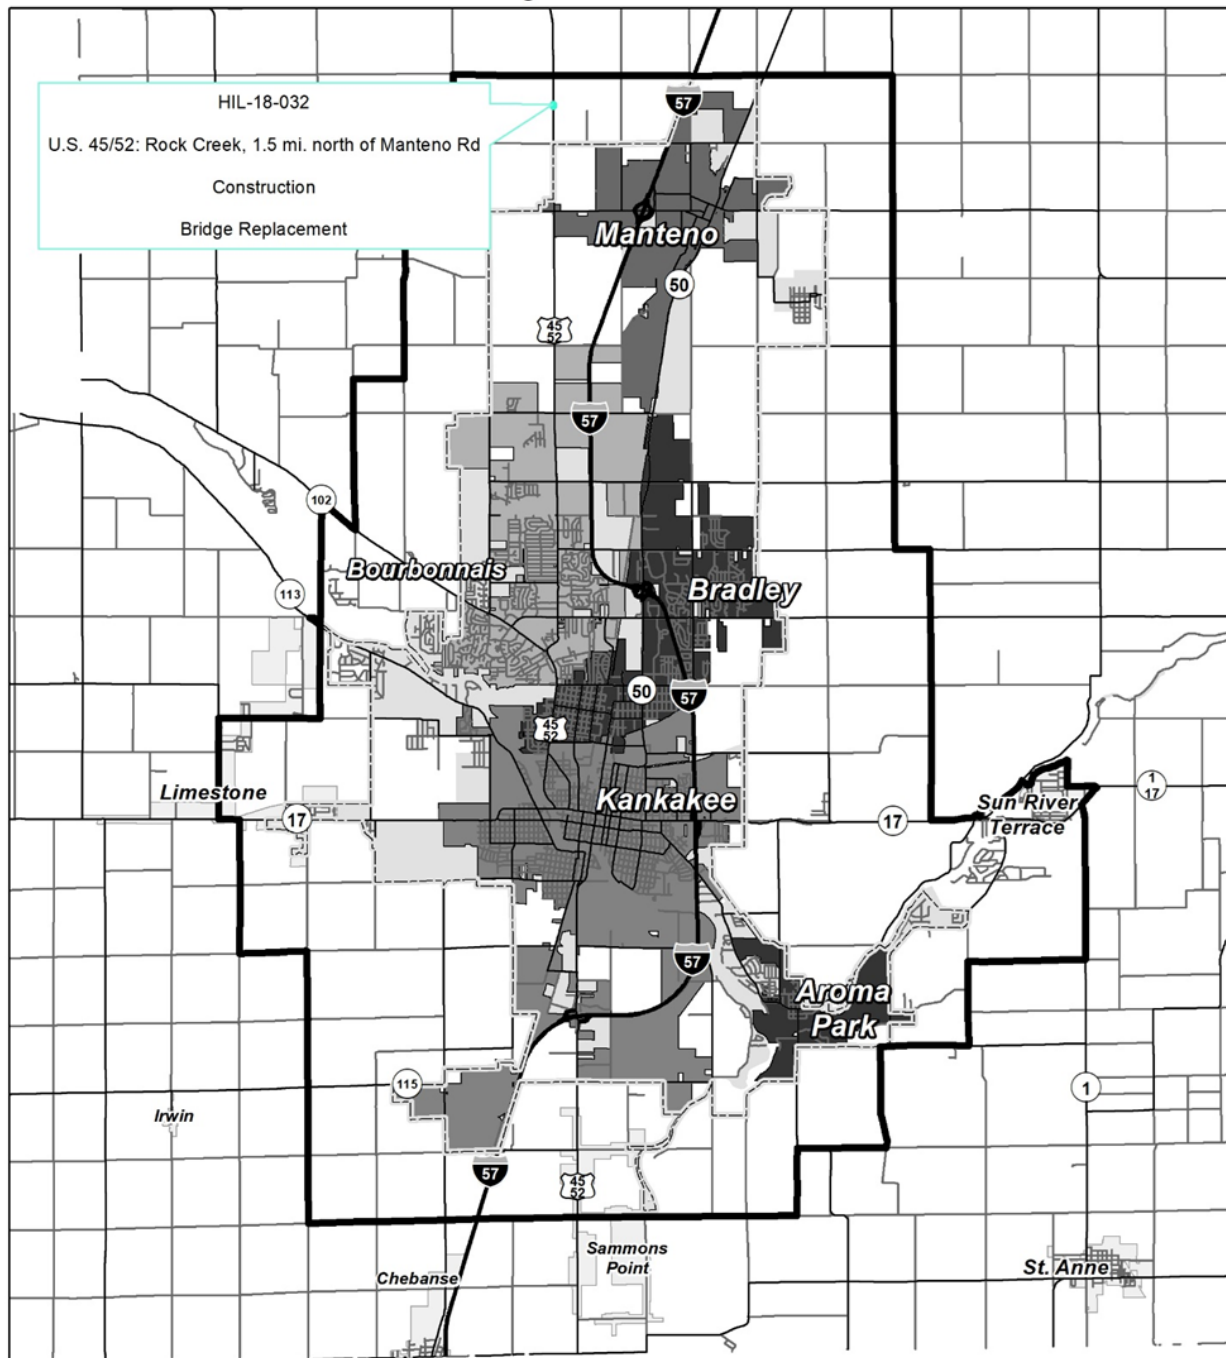 HIL-18-032
U.S. 45/52: Rock Creek, 1.5 mi. north of Manteno Rd
Construction
Bridge Replacement
57
Manteno
50
45
52
57
102
Bourbonnais
113
Bradley
50
57
45
52
Limestone
Kankakee
17
17
Sun River
Terrace
1
17
57
Aroma
Park
115
1
Irwin
57
45
52
Sammons
Point
Chebanse
St. Anne